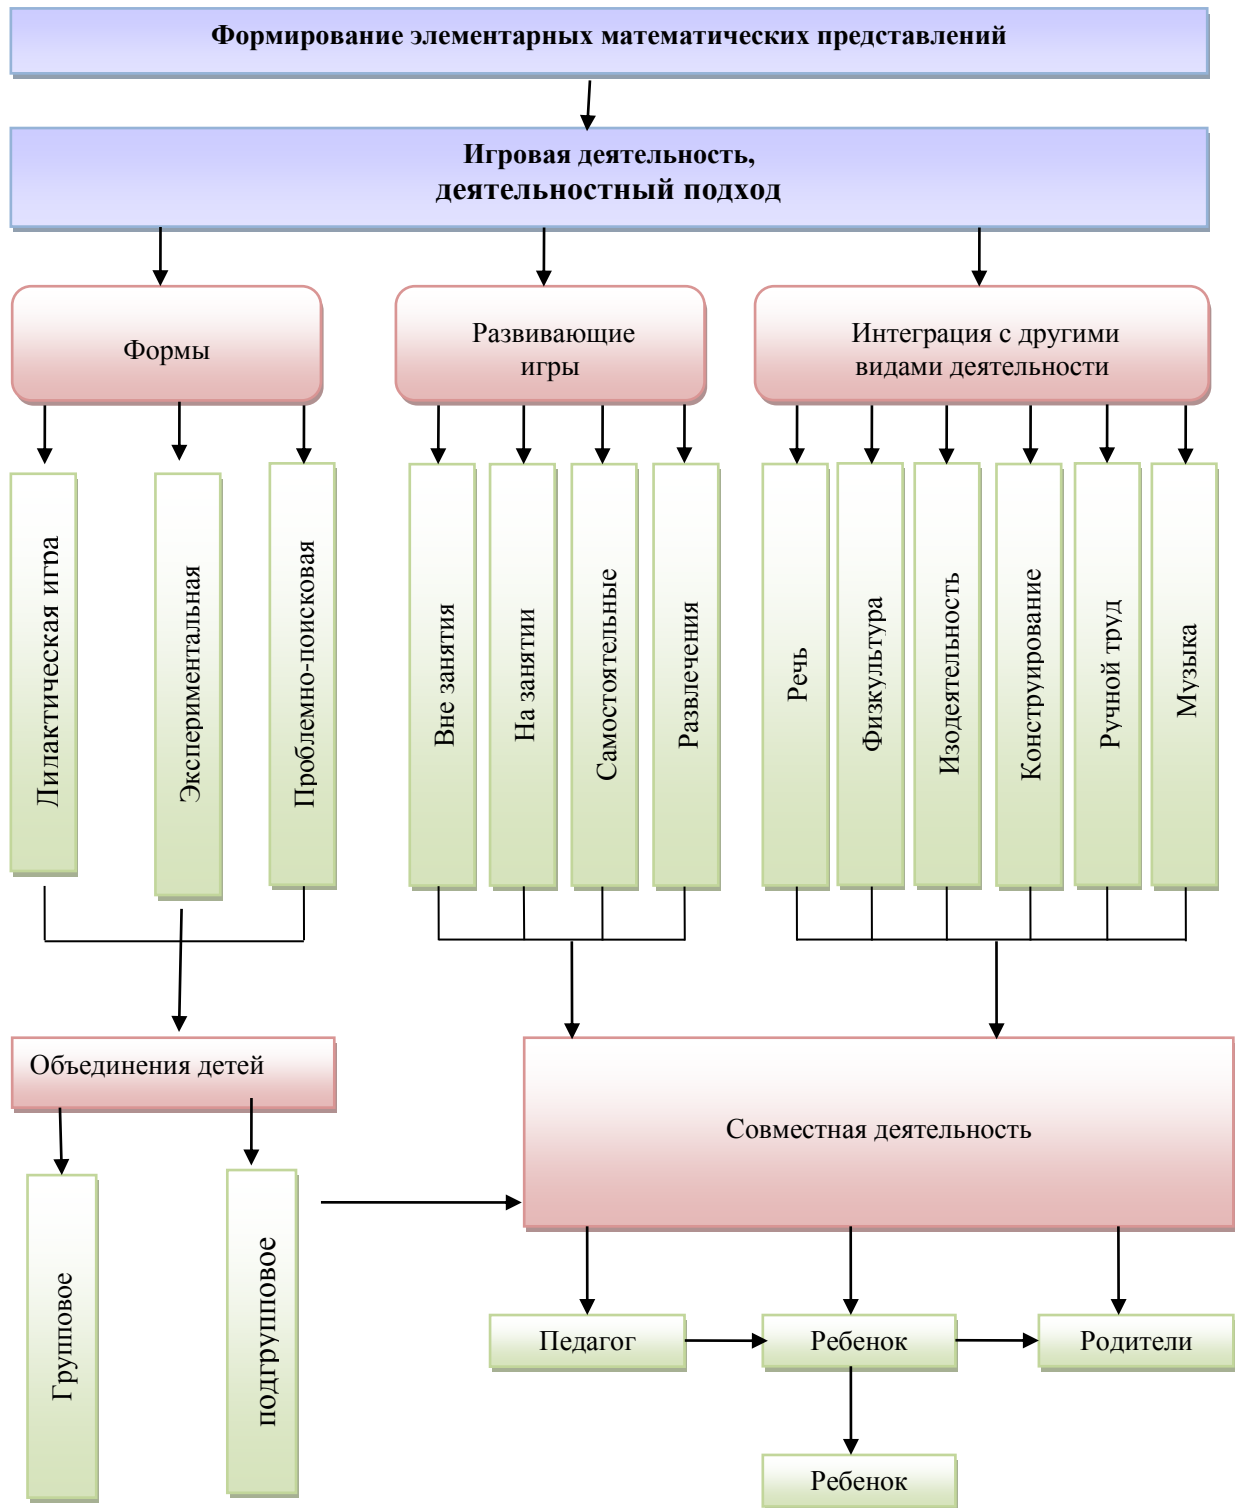 Формирование элементарных математических представлений
Игровая деятельность,
деятельностный подход
Формы
Развивающие
игры
Интеграция с другими
видами деятельности
Лилактическая игра
Экспериментальная
Проблемно-поисковая
Вне занятия
На занятии
Самостоятельные
Развлечения
Речь
Физкультура
Изодеятельность
Конструирование
Ручной труд
Музыка
Объединения детей
Совместная деятельность
Групповое
подгрупповое
Педагог
Ребенок
Родители
Ребенок